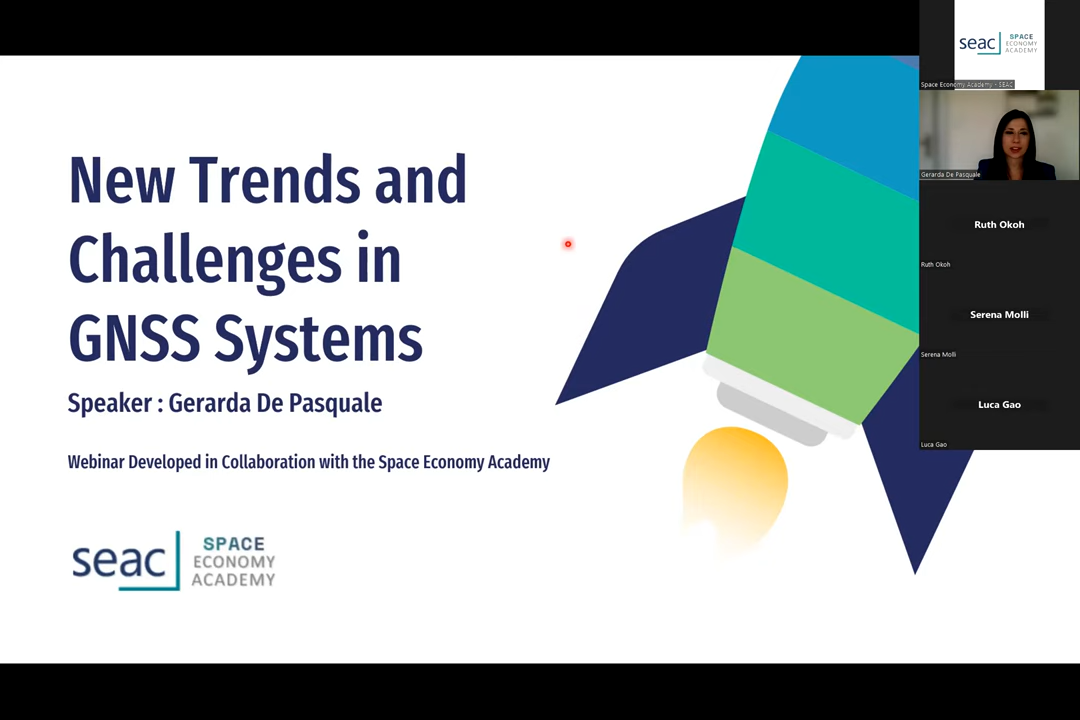 New Trends and
Challenges in
GNSS Systems
Speaker : Gerarda De Pasquale
Webinar Developed in Collaboration with the Space Economy Academy
seac
SPACE
ECONOMY
ACADEMY
seac
SPACE
ECONOMY
ACADEMY
Space Economy Academy - SEAC
Gerarda De Pasquale
Ruth Okoh
Ruth Okoh
Serena Molli
Serena Molli
Luca Gao
Luca Gao